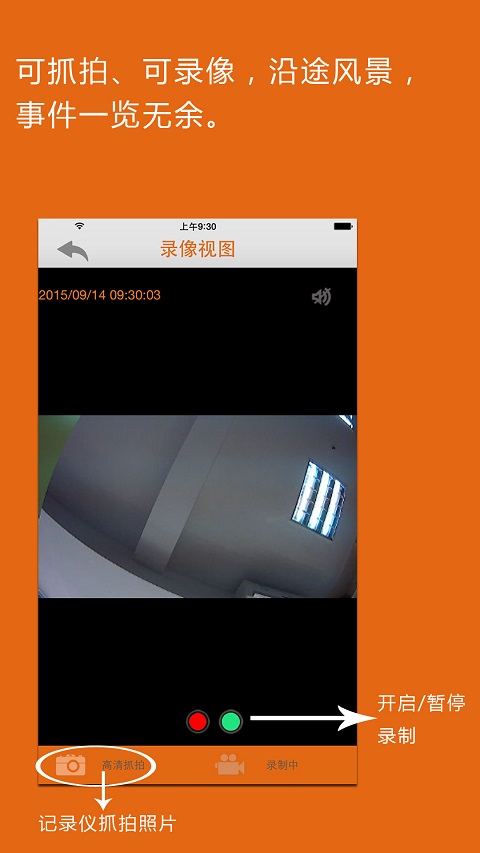 可抓拍、可录像，沿途风景，
事件一览无余。
上午9:30
录像视图
2015/09/14 09:30:03
开启/暂停
录制
高清抓拍
录制中
记录仪抓拍照片